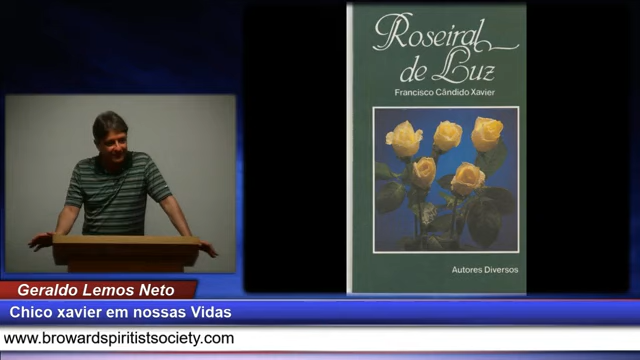 Roseiral
de Luz
Francisco Cândido Xavier
Autores Diversos
Geraldo Lemos Neto
Chico xavier em nossas Vidas
www.browardspiritistsociety.com